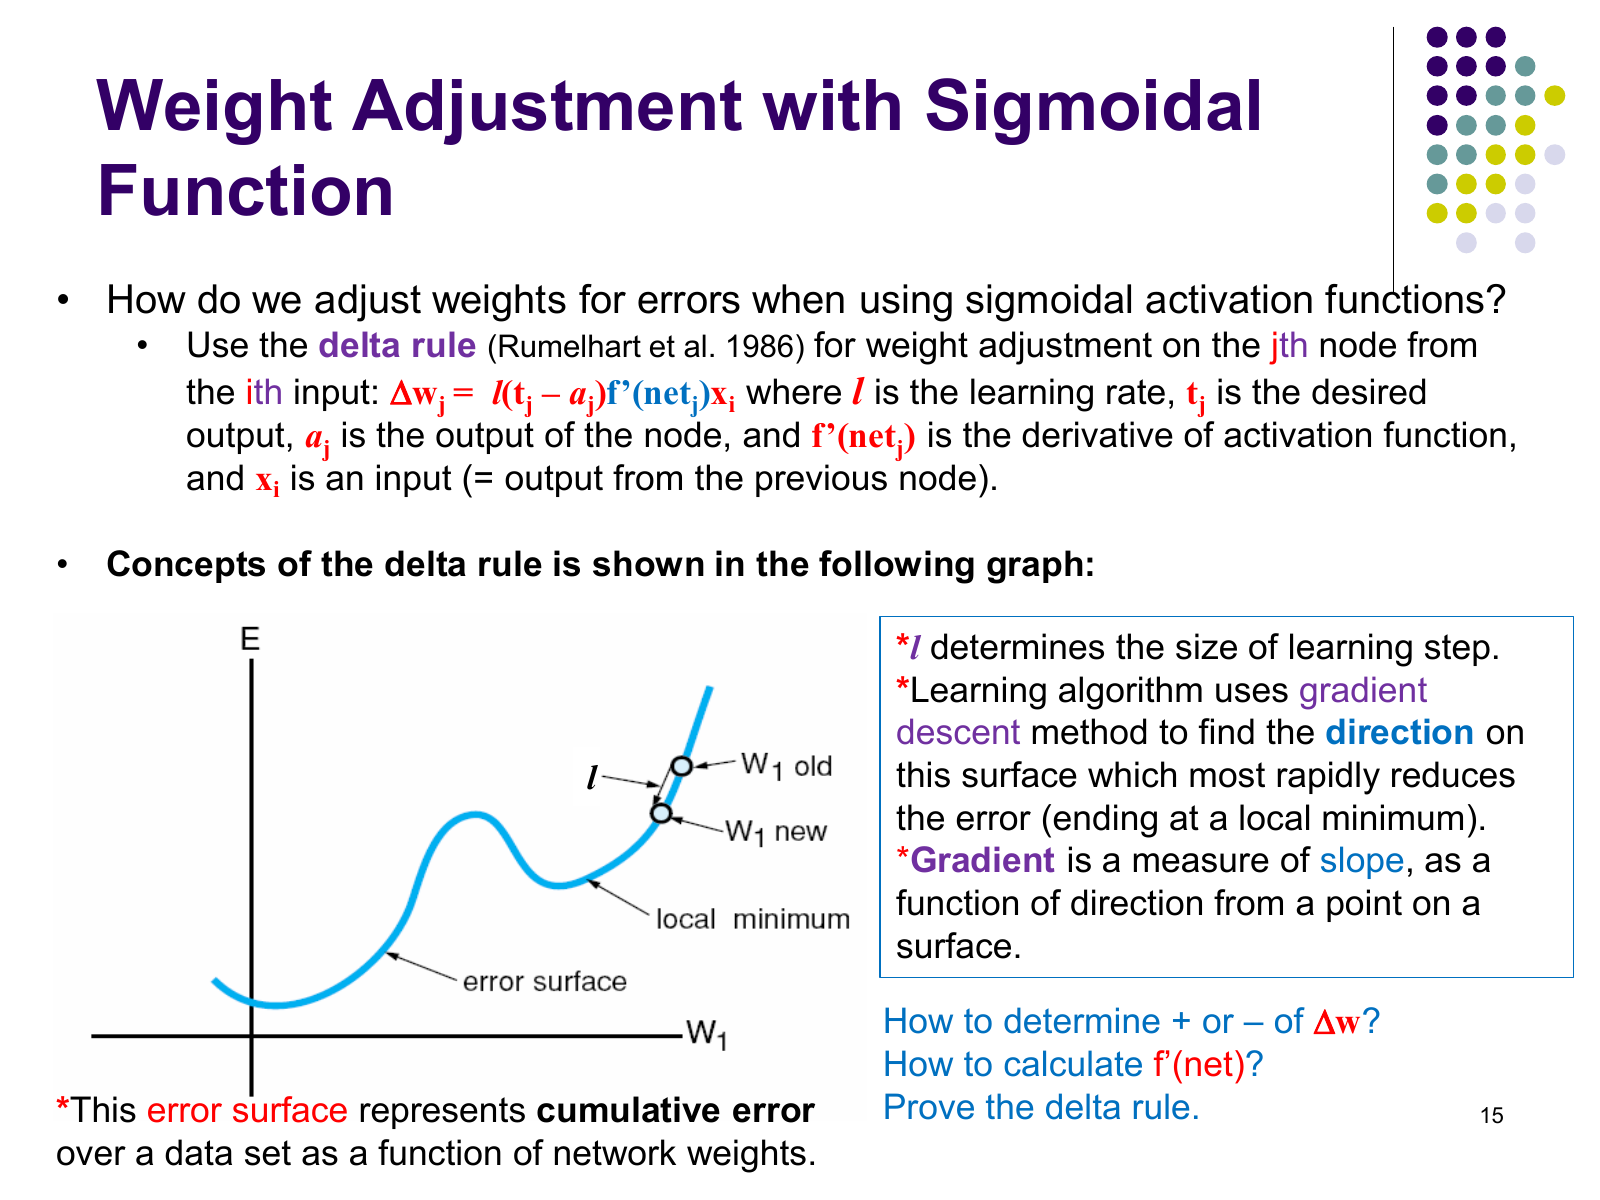 Weight Adjustment with Sigmoidal
Function
• How do we adjust weights for errors when using sigmoidal activation functions?
• Use the delta rule (Rumelhart et al. 1986) for weight adjustment on the jth node from
the ith input: Δwj = l(tj – aj)f’(netj)xi where l is the learning rate, tj is the desired
output, aj is the output of the node, and f’(netj) is the derivative of activation function,
and xi is an input (= output from the previous node).
• Concepts of the delta rule is shown in the following graph:
E
l
W1 old
W1 new
local minimum
error surface
W1
*This error surface represents cumulative error
over a data set as a function of network weights.
*l determines the size of learning step.
*Learning algorithm uses gradient
descent method to find the direction on
this surface which most rapidly reduces
the error (ending at a local minimum).
*Gradient is a measure of slope, as a
function of direction from a point on a
surface.
How to determine + or – of Δw?
How to calculate f’(net)?
Prove the delta rule.
15